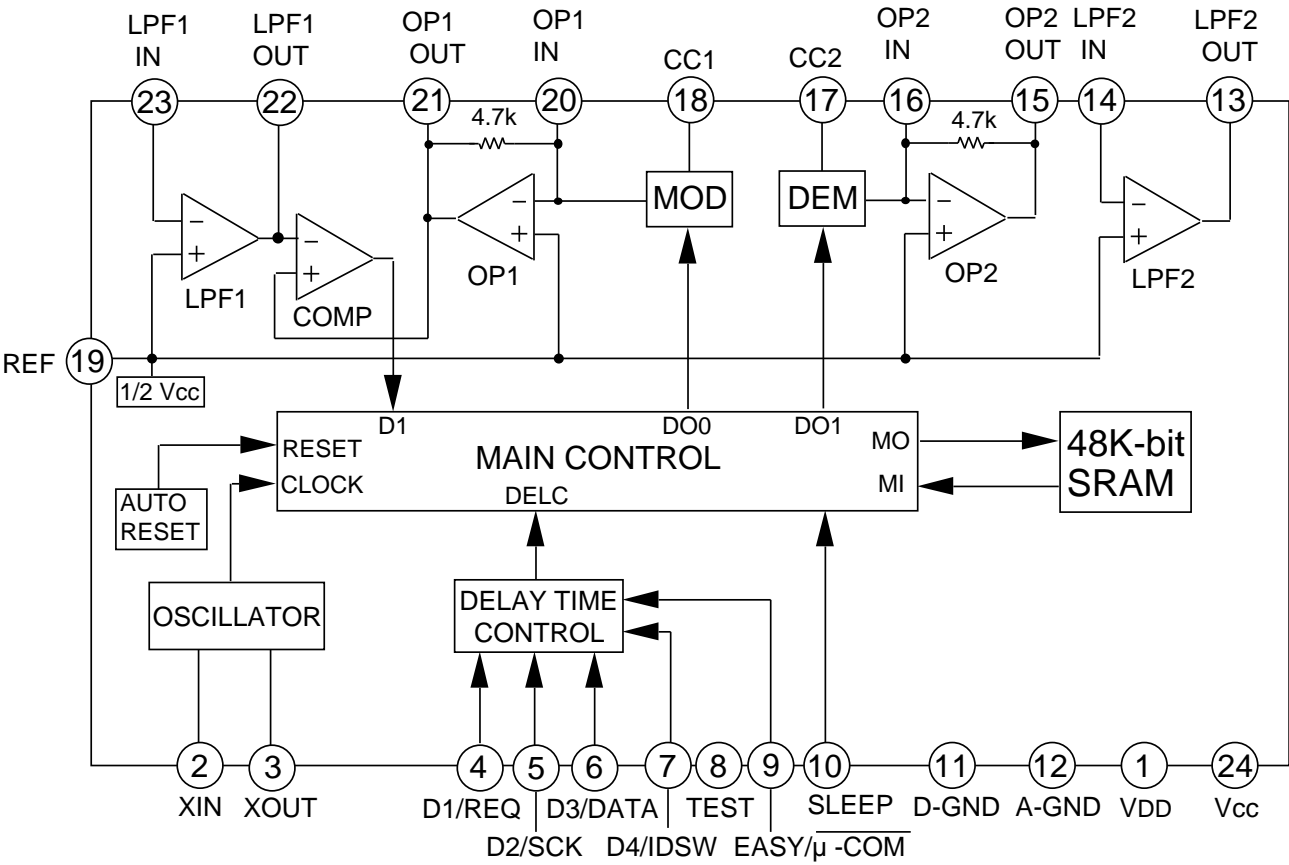 LPF1 IN
LPF1 OUT
OP1 OUT
OP1 IN
CC1
CC2
OP2 IN
OP2 OUT
LPF2 IN
LPF2 OUT
23
22
21
20
18
17
16
15
14
13
4.7k
4.7k
MOD
DEM
−
+
LPF1
−
+
COMP
−
+
OP1
−
+
OP2
−
+
LPF2
REF
19
1/2 Vcc
D1
DO0
DO1
RESET
CLOCK
MAIN CONTROL
DELC
MO
MI
48K-bit
SRAM
AUTO
RESET
OSCILLATOR
DELAY TIME
CONTROL
2
3
4
5
6
7
8
9
10
11
12
1
24
XIN
XOUT
D1/REQ
D3/DATA
TEST
SLEEP
D-GND
A-GND
VDD
Vcc
D2/SCK
D4/IDSW
EASY/μ -COM